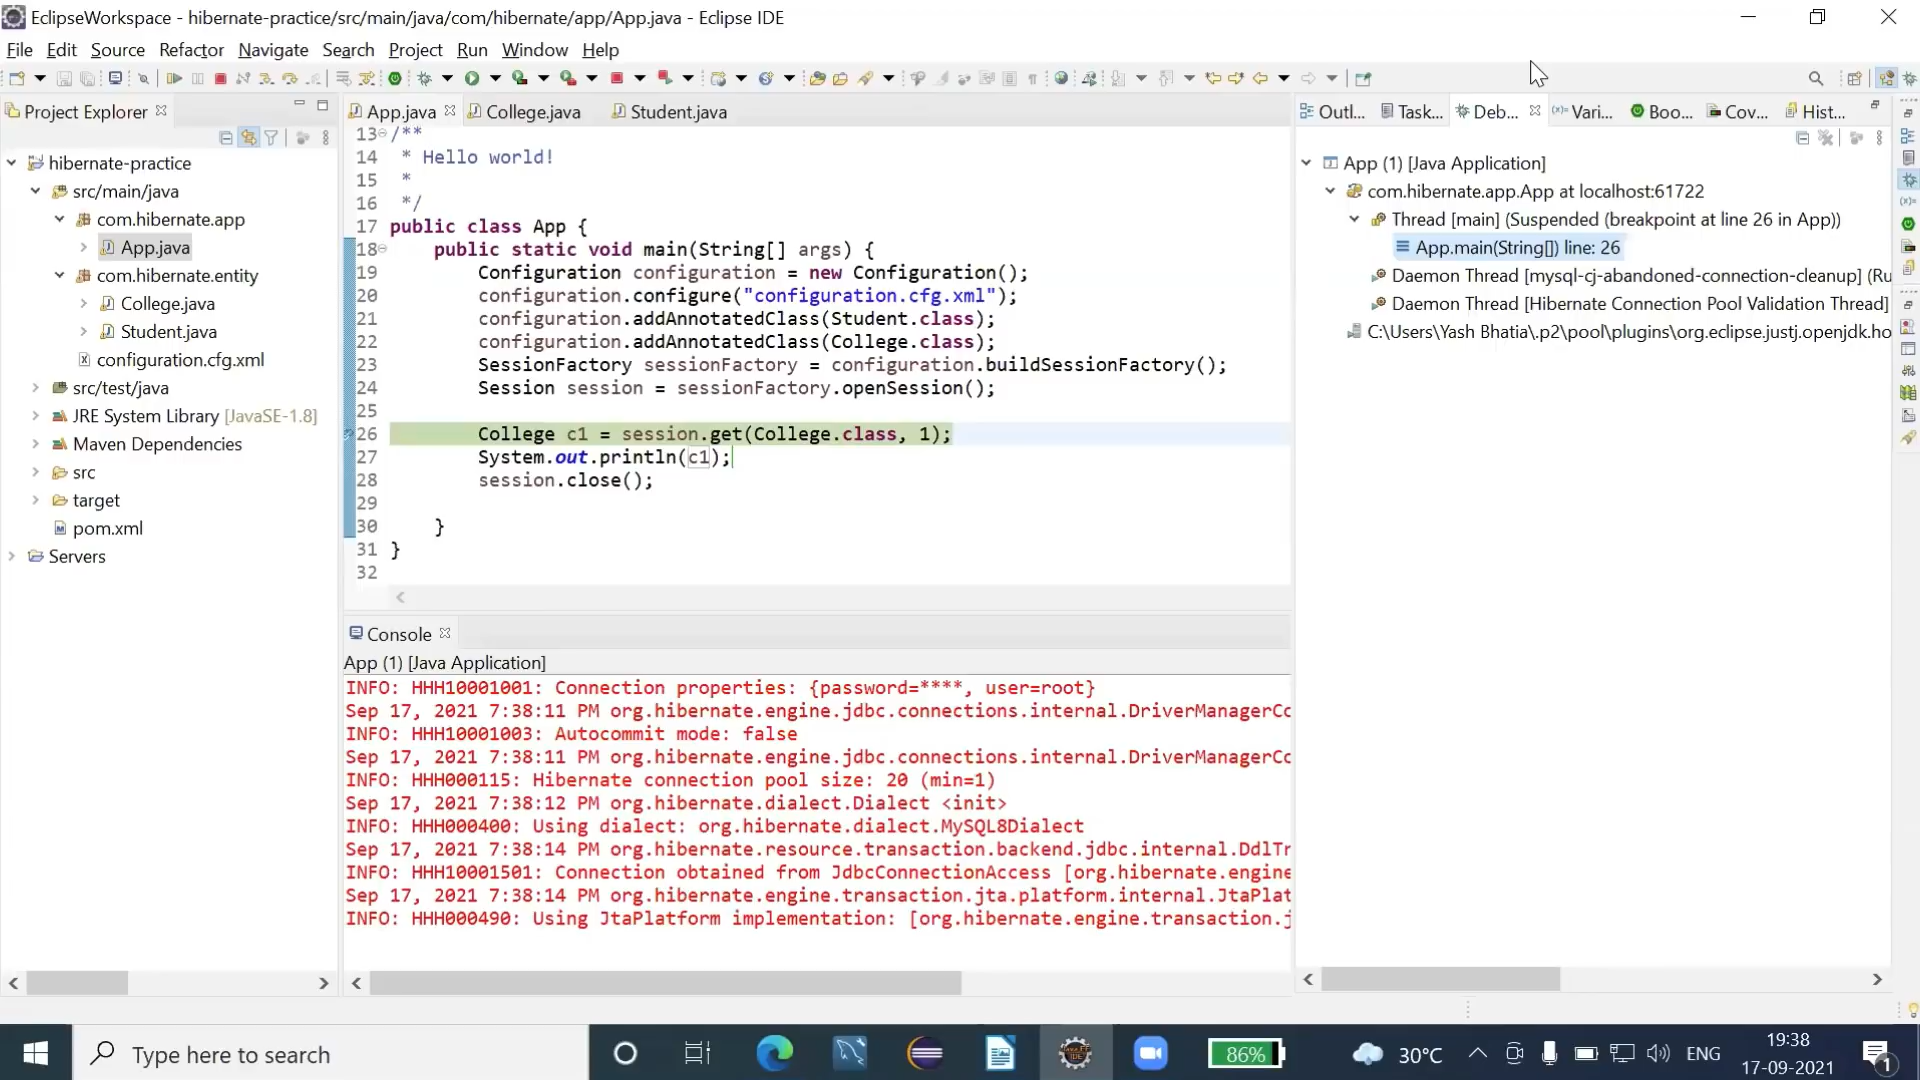 EclipseWorkspace - hibernate-practice/src/main/java/com/hibernate/app/App.java - Eclipse IDE
File Edit Source Refactor Navigate Search Project Run Window Help
Project Explorer
hibernate-practice
src/main/java
com.hibernate.app
App.java
com.hibernate.entity
College.java
Student.java
configuration.cfg.xml
src/test/java
JRE System Library [JavaSE-1.8]
Maven Dependencies
src
target
pom.xml
Servers
App.java College.java Student.java
13 /**
14 * Hello world!
15 *
16 */
17 public class App {
18 public static void main(String[] args) {
19 Configuration configuration = new Configuration();
20 configuration.configure("configuration.cfg.xml");
21 configuration.addAnnotatedClass(Student.class);
22 configuration.addAnnotatedClass(College.class);
23 SessionFactory sessionFactory = configuration.buildSessionFactory();
24 Session session = sessionFactory.openSession();
25
26 College c1 = session.get(College.class, 1);
27 System.out.println(c1);
28 session.close();
29
30 }
31 }
32
Console
App (1) [Java Application]
INFO: HHH10001001: Connection properties: {password=****, user=root}
Sep 17, 2021 7:38:11 PM org.hibernate.engine.jdbc.connections.internal.DriverManagerCo
INFO: HHH10001003: Autocommit mode: false
Sep 17, 2021 7:38:11 PM org.hibernate.engine.jdbc.connections.internal.DriverManagerCo
INFO: HHH000115: Hibernate connection pool size: 20 (min=1)
Sep 17, 2021 7:38:12 PM org.hibernate.dialect.Dialect <init>
INFO: HHH000400: Using dialect: org.hibernate.dialect.MySQL8Dialect
Sep 17, 2021 7:38:14 PM org.hibernate.resource.transaction.backend.jdbc.internal.DdlTr
INFO: HHH10001501: Connection obtained from JdbcConnectionAccess [org.hibernate.engine
Sep 17, 2021 7:38:14 PM org.hibernate.engine.transaction.jta.platform.internal.JtaPlat
INFO: HHH000490: Using JtaPlatform implementation: [org.hibernate.engine.transaction.j
Outl... Task... Deb... Vari... Boo... Cov... Hist...
App (1) [Java Application]
com.hibernate.app.App at localhost:61722
Thread [main] (Suspended (breakpoint at line 26 in App))
App.main(String[]) line: 26
Daemon Thread [mysql-cj-abandoned-connection-cleanup] (Ru
Daemon Thread [Hibernate Connection Pool Validation Thread]
C:\Users\Yash Bhatia\.p2\pool\plugins\org.eclipse.justj.openjdk.ho
Type here to search
86%
30°C
ENG
19:38
17-09-2021
1